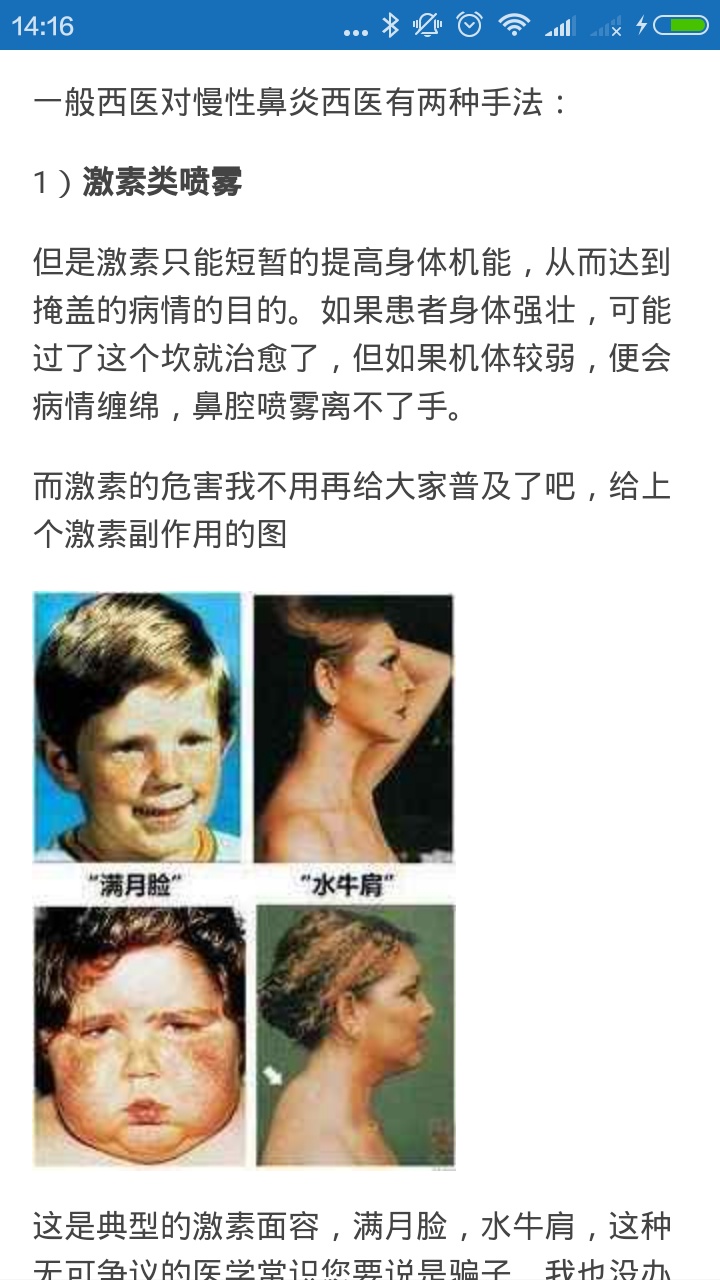 14:16
一般西医对慢性鼻炎西医有两种手法：
1）激素类喷雾
但是激素只能短暂的提高身体机能，从而达到
掩盖的病情的目的。如果患者身体强壮，可能
过了这个坎就治愈了，但如果机体较弱，便会
病情缠绵，鼻腔喷雾离不了手。
而激素的危害我不用再给大家普及了吧，给上
个激素副作用的图
“满月脸” “水牛肩”
这是典型的激素面容，满月脸，水牛肩，这种
无可争议的医学常识您要说是骗子，我也没办